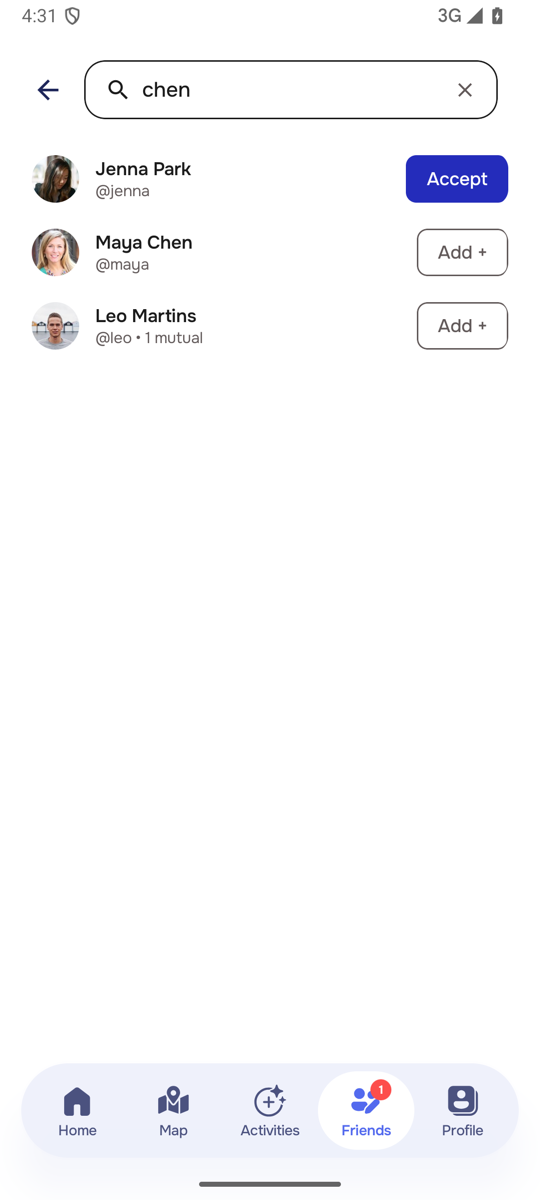 4:31
3G
chen
Jenna Park
@jenna
Accept
Maya Chen
@maya
Add +
Leo Martins
@leo • 1 mutual
Add +
1
Home
Map
Activities
Friends
Profile